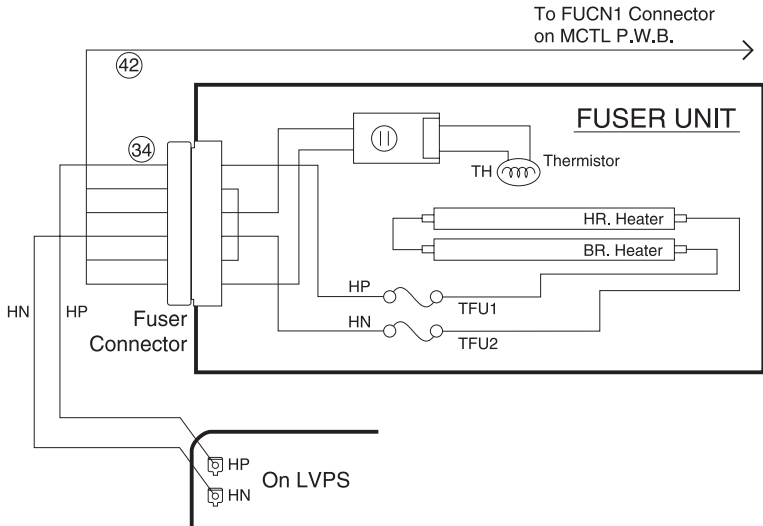 To FUCN1 Connector
on MCTL P.W.B.
42
FUSER UNIT
34
TH
Thermistor
HR. Heater
BR. Heater
HP
TFU1
HN
TFU2
HN
HP
Fuser
Connector
HP
On LVPS
HN